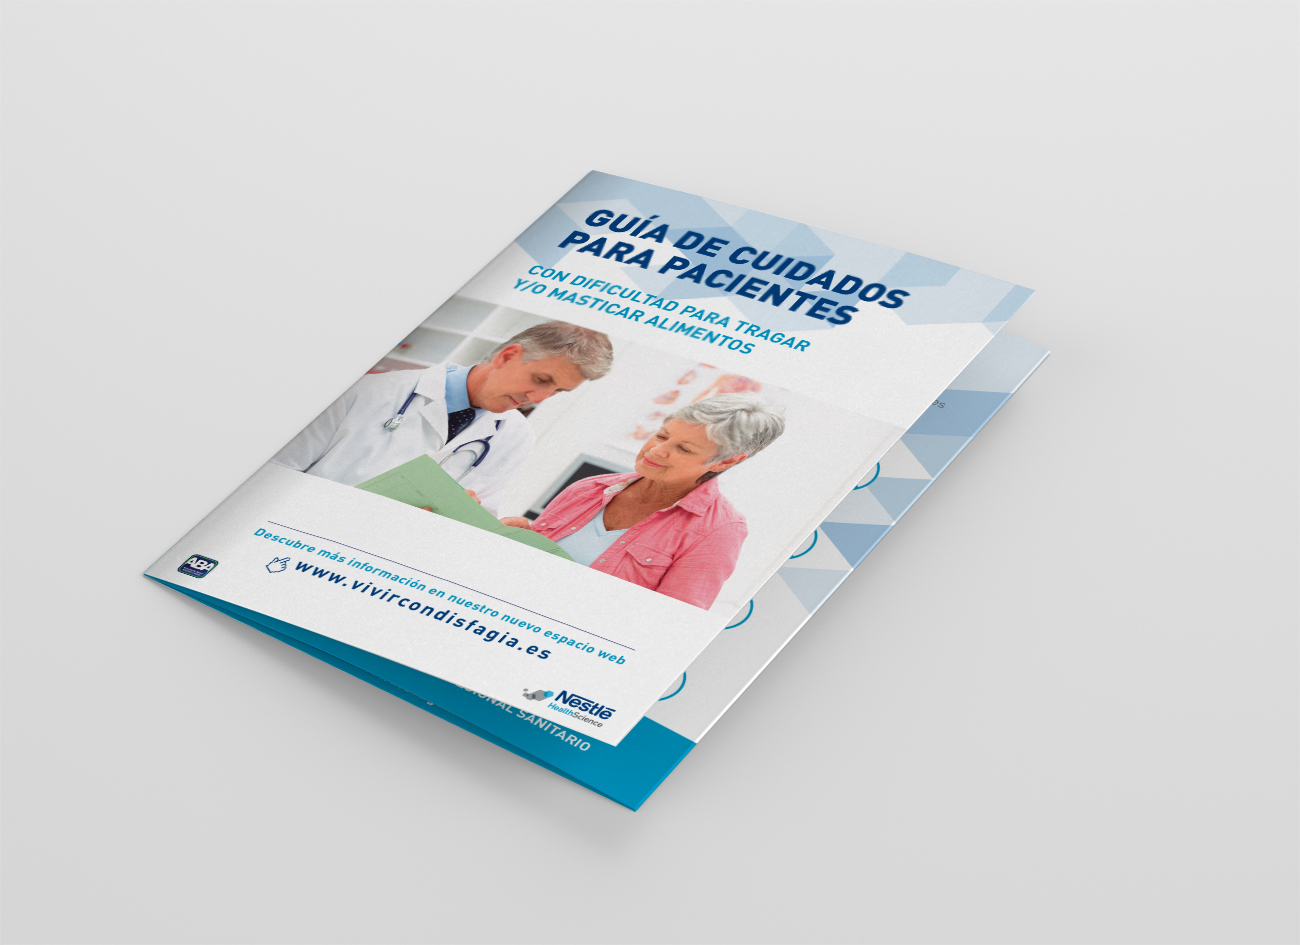 GUÍA DE CUIDADOS
PARA PACIENTES
CON DIFICULTAD PARA TRAGAR
Y/O MASTICAR ALIMENTOS
Descubre más información en nuestro nuevo espacio web
www.vivircondisfagia.es
ABA
Nestlé
HealthScience
SANITARIO